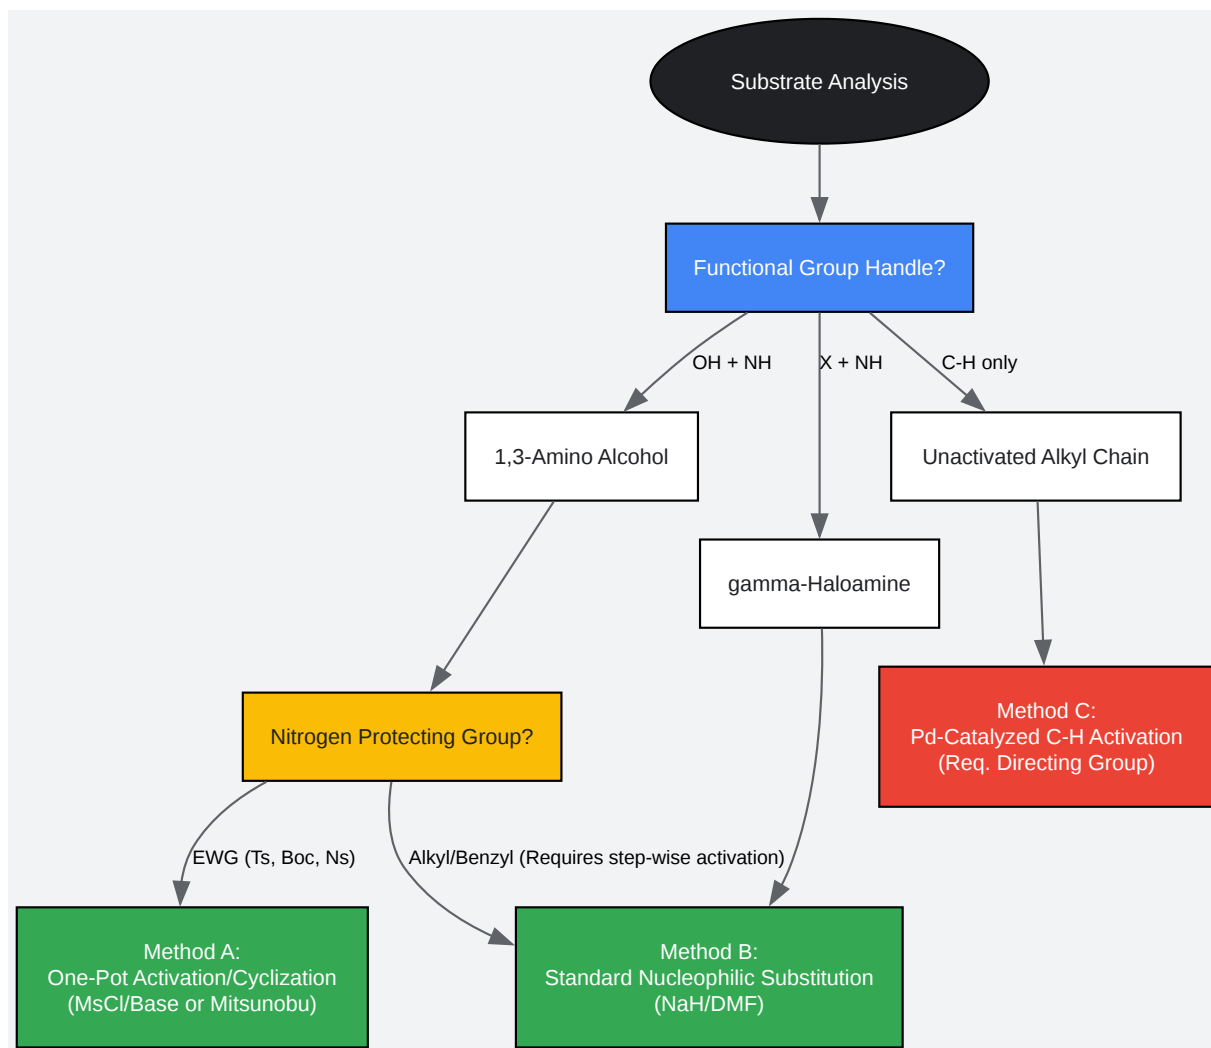 Substrate Analysis
Functional Group Handle?
OH + NH
X + NH
C-H only
1,3-Amino Alcohol
Unactivated Alkyl Chain
gamma-Haloamine
Nitrogen Protecting Group?
Method C:
Pd-Catalyzed C-H Activation
(Req. Directing Group)
EWG (Ts, Boc, Ns)
Alkyl/Benzyl (Requires step-wise activation)
Method A:
One-Pot Activation/Cyclization
(MsCl/Base or Mitsunobu)
Method B:
Standard Nucleophilic Substitution
(NaH/DMF)